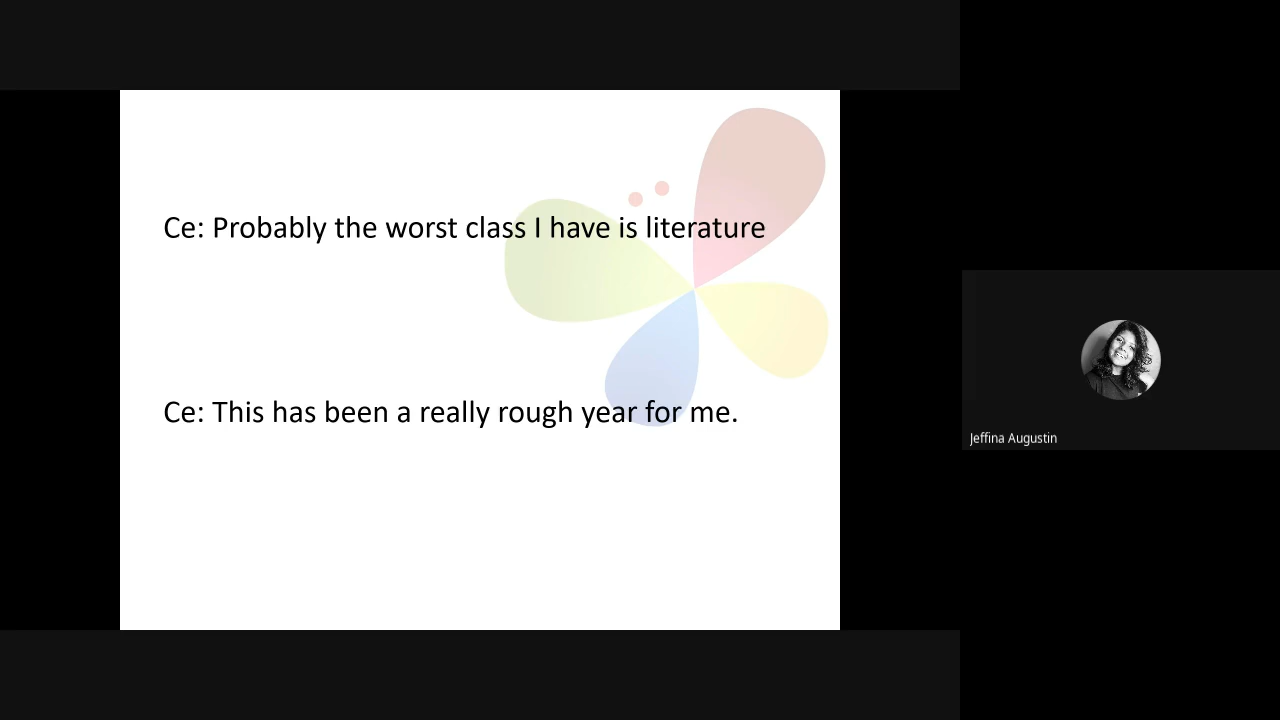 Ce: Probably the worst class I have is literature
Ce: This has been a really rough year for me.
Jeffina Augustin